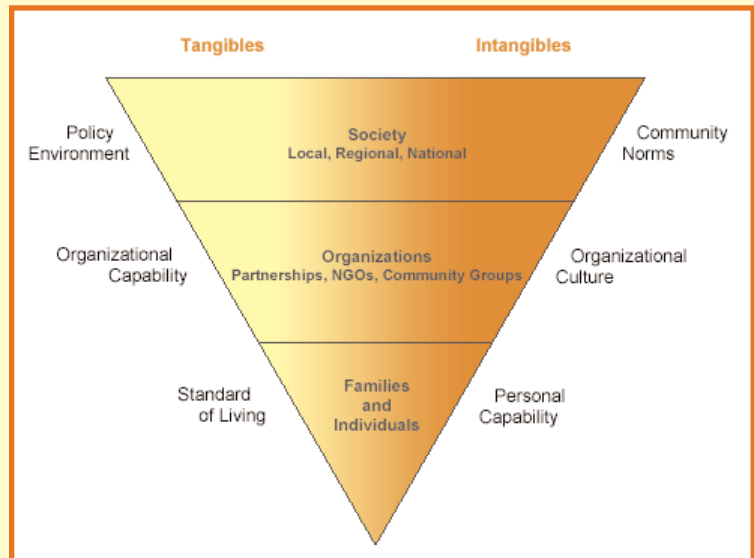 Tangibles
Intangibles
Policy
Environment
Society
Local, Regional, National
Community
Norms
Organizational
Capability
Organizations
Partnerships, NGOs, Community Groups
Organizational
Culture
Standard
of Living
Families
and
Individuals
Personal
Capability